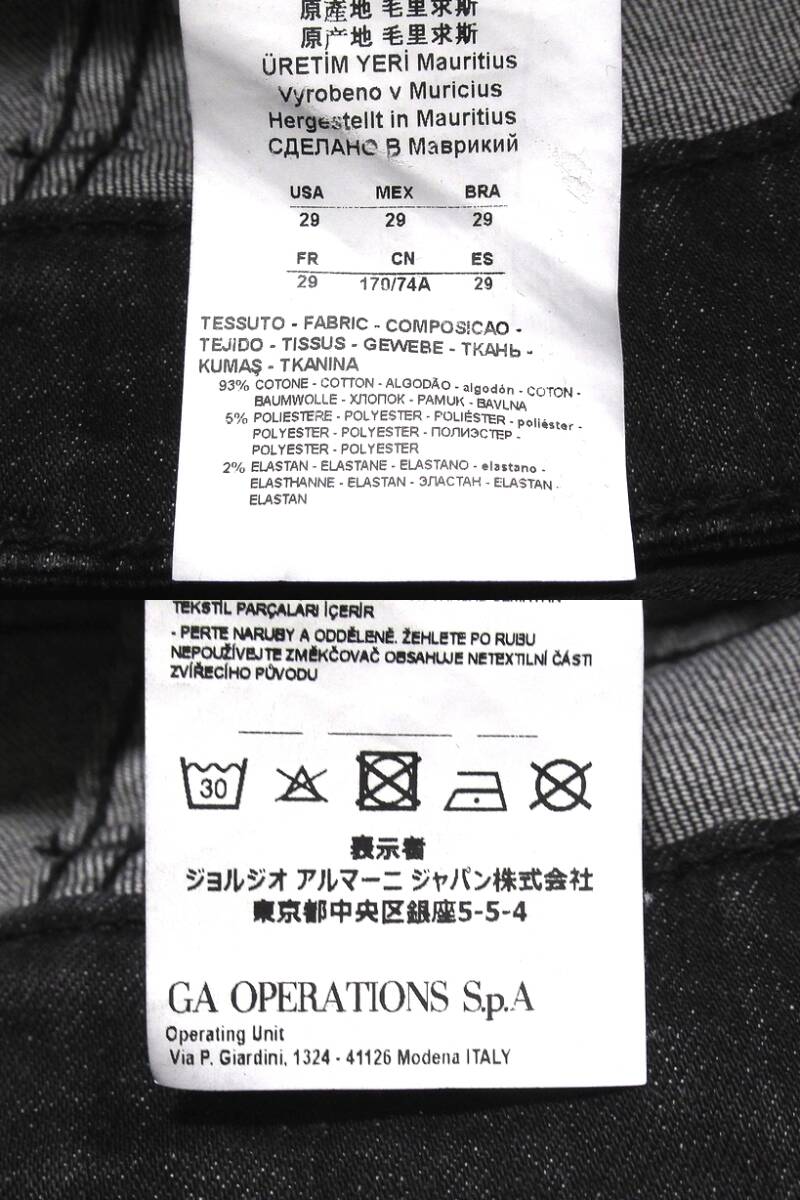 原產地 毛里求斯
原产地 毛里求斯
ÜRETİM YERİ Mauritius
Vyrobeno v Muricius
Hergestellt in Mauritius
СДЕЛАНО В Маврикий
USA MEX BRA
29 29 29
FR CN ES
29 170/74A 29
TESSUTO - FABRIC - COMPOSICAO -
TEJIDO - TISSUS - GEWEBE - ТКАНЬ -
KUMAŞ - TKANINA
93% COTONE - COTTON - ALGODÃO - algodón - COTON -
BAUMWOLLE - ХЛОПОК - PAMUK - BAVLNA
5% POLIESTERE - POLYESTER - POLIÉSTER - poliéster -
POLYESTER - POLYESTER - ПОЛИЭСТЕР -
POLYESTER - POLYESTER
2% ELASTAN - ELASTANE - ELASTANO - elastano -
ELASTHANNE - ELASTAN - ЭЛАСТАН - ELASTAN -
ELASTAN
TEKSTİL PARÇALARI İÇERİR
- PERTE NARUBY A ODDĚLENĚ. ŽEHLETE PO RUBU
NEPOUŽÍVEJTE ZMĚKČOVAČ OBSAHUJE NETEXTILNÍ ČÁSTI
ZVÍŘECÍHO PŮVODU
30
表示者
ジョルジオ アルマーニ ジャパン株式会社
東京都中央区銀座5-5-4
GA OPERATIONS S.p.A
Operating Unit
Via P. Giardini, 1324 - 41126 Modena ITALY